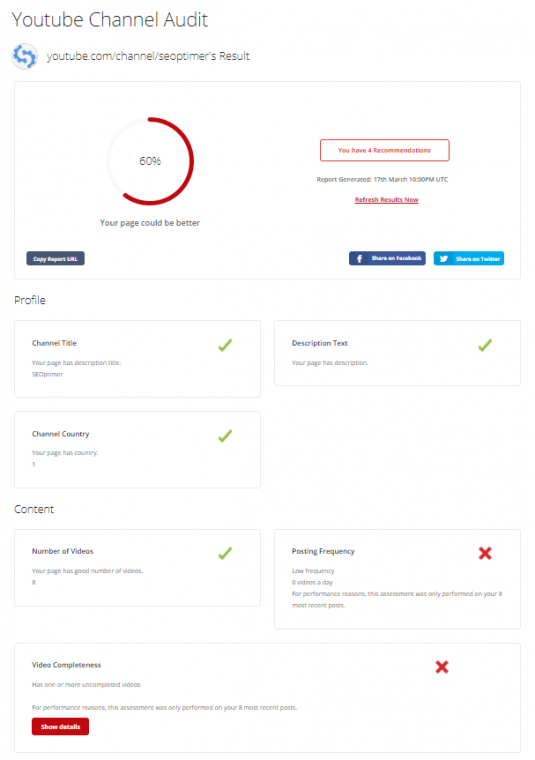 Youtube Channel Audit
youtube.com/channel/seoptimer's Result
60%
Your page could be better
You have 4 Recommendations
Report Generated: 17th March 10:00PM UTC
Refresh Results Now
Copy Report URL
Share on Facebook
Share on Twitter
Profile
Channel Title
Your page has description title.
SEOptimer
Description Text
Your page has description.
Channel Country
Your page has country.
1
Content
Number of Videos
Your page has good number of videos.
8
Posting Frequency
Low frequency
0 videos a day
For performance reasons, this assessment was only performed on your 8
most recent posts.
Video Completeness
Has one or more uncompleted videos
For performance reasons, this assessment was only performed on your 8 most recent posts.
Show details